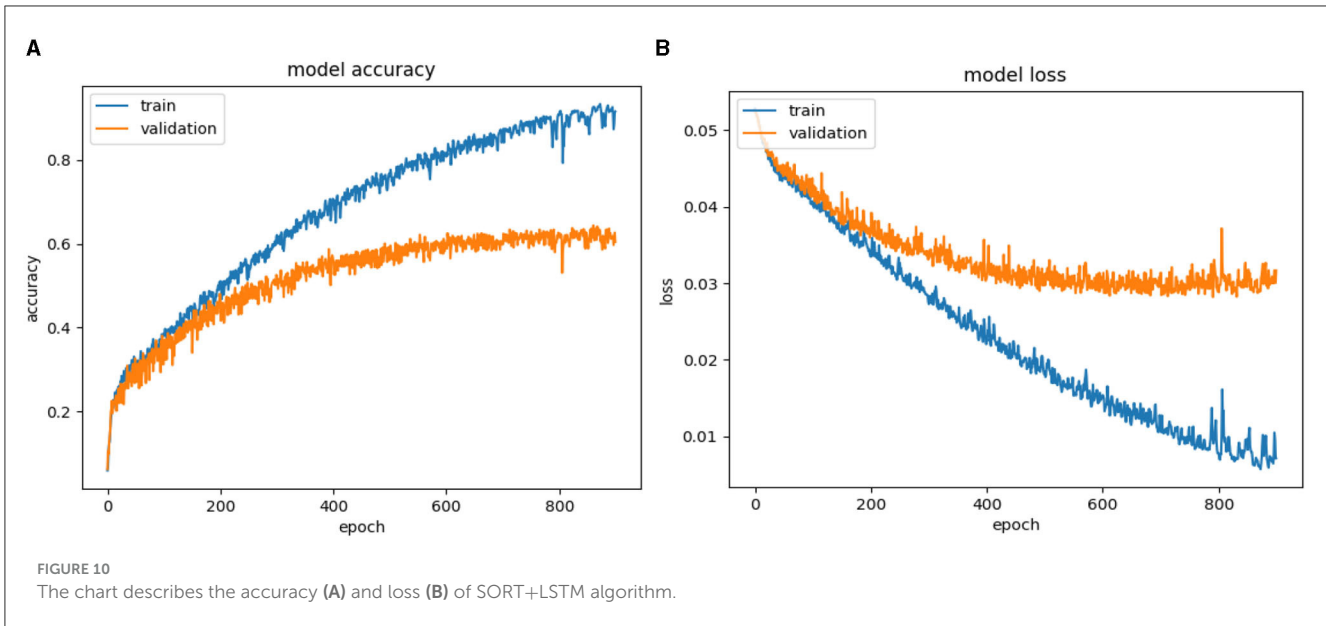 A
model accuracy
train
validation
0.8
0.6
0.4
0.2
accuracy
0
200
400
600
800
epoch
B
model loss
train
validation
0.05
0.04
0.03
0.02
0.01
loss
0
200
400
600
800
epoch
FIGURE 10
The chart describes the accuracy (A) and loss (B) of SORT+LSTM algorithm.